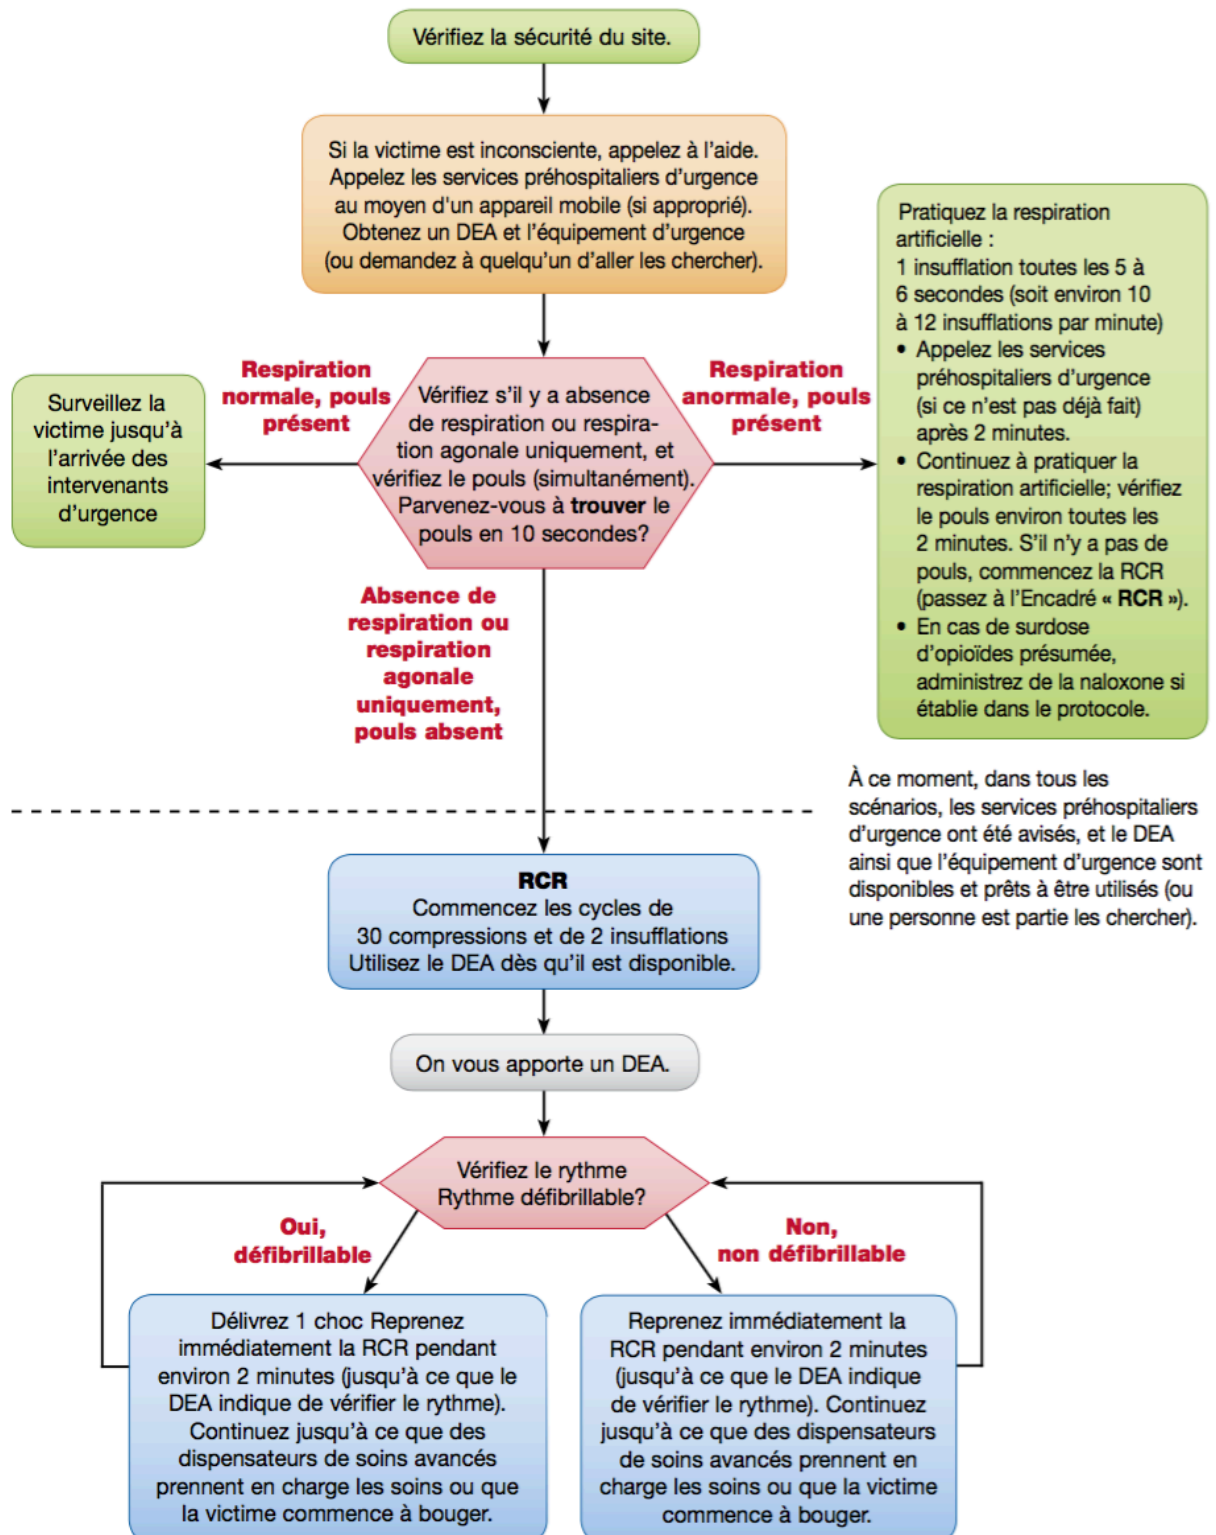 Vérifiez la sécurité du site.
Si la victime est inconsciente, appelez à l'aide.
Appelez les services préhospitaliers d'urgence
au moyen d'un appareil mobile (si approprié).
Obtenez un DEA et l'équipement d'urgence
(ou demandez à quelqu'un d'aller les chercher).
Respiration
normale, pouls
présent
Surveillez la
victime jusqu'à
l'arrivée des
intervenants
d'urgence
Vérifiez s'il y a absence
de respiration ou respira-
tion agonale uniquement, et
vérifiez le pouls (simultanément).
Parvenez-vous à trouver le
pouls en 10 secondes?
Respiration
anormale, pouls
présent
Pratiquez la respiration
artificielle :
1 insufflation toutes les 5 à
6 secondes (soit environ 10
à 12 insufflations par minute)
• Appelez les services
préhospitaliers d'urgence
(si ce n'est pas déjà fait)
après 2 minutes.
• Continuez à pratiquer la
respiration artificielle; vérifiez
le pouls environ toutes les
2 minutes. S'il n'y a pas de
pouls, commencez la RCR
(passez à l'Encadré « RCR »).
• En cas de surdose
d'opioïdes présumée,
administrez de la naloxone si
établie dans le protocole.
Absence de
respiration ou
respiration
agonale
uniquement,
pouls absent
À ce moment, dans tous les
scénarios, les services préhospitaliers
d'urgence ont été avisés, et le DEA
ainsi que l'équipement d'urgence sont
disponibles et prêts à être utilisés (ou
une personne est partie les chercher).
RCR
Commencez les cycles de
30 compressions et de 2 insufflations
Utilisez le DEA dès qu'il est disponible.
On vous apporte un DEA.
Vérifiez le rythme
Rythme défibrillable?
Oui,
défibrillable
Non,
non défibrillable
Délivrez 1 choc Reprenez
immédiatement la RCR pendant
environ 2 minutes (jusqu'à ce que le
DEA indique de vérifier le rythme).
Continuez jusqu'à ce que des
dispensateurs de soins avancés
prennent en charge les soins ou que
la victime commence à bouger.
Reprenez immédiatement la
RCR pendant environ 2 minutes
(jusqu'à ce que le DEA indique
de vérifier le rythme). Continuez
jusqu'à ce que des dispensateurs
de soins avancés prennent en
charge les soins ou que la victime
commence à bouger.